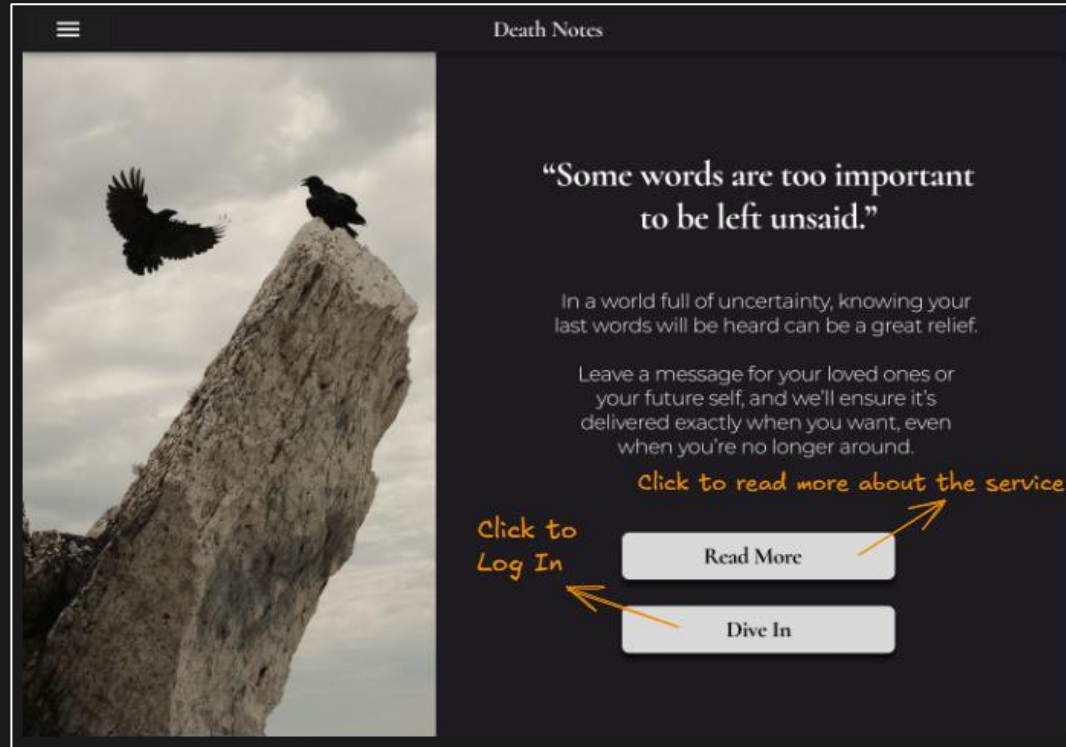 Death Notes
“Some words are too important
to be left unsaid.”
In a world full of uncertainty, knowing your
last words will be heard can be a great relief.
Leave a message for your loved ones or
your future self, and we’ll ensure it’s
delivered exactly when you want, even
when you’re no longer around.
Click to read more about the service
Click to
Log In
Read More
Dive In